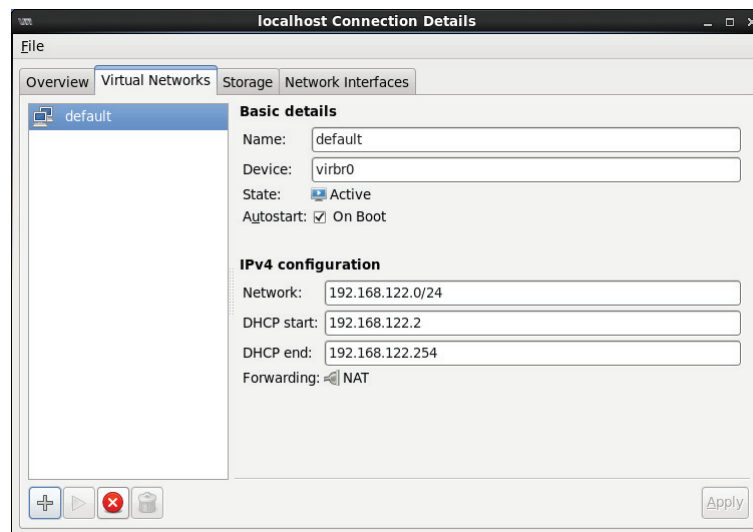 localhost Connection Details
File
Overview Virtual Networks Storage Network Interfaces
default
Basic details
Name: default
Device: virbr0
State: Active
Autostart: On Boot
IPv4 configuration
Network: 192.168.122.0/24
DHCP start: 192.168.122.2
DHCP end: 192.168.122.254
Forwarding: NAT
Apply